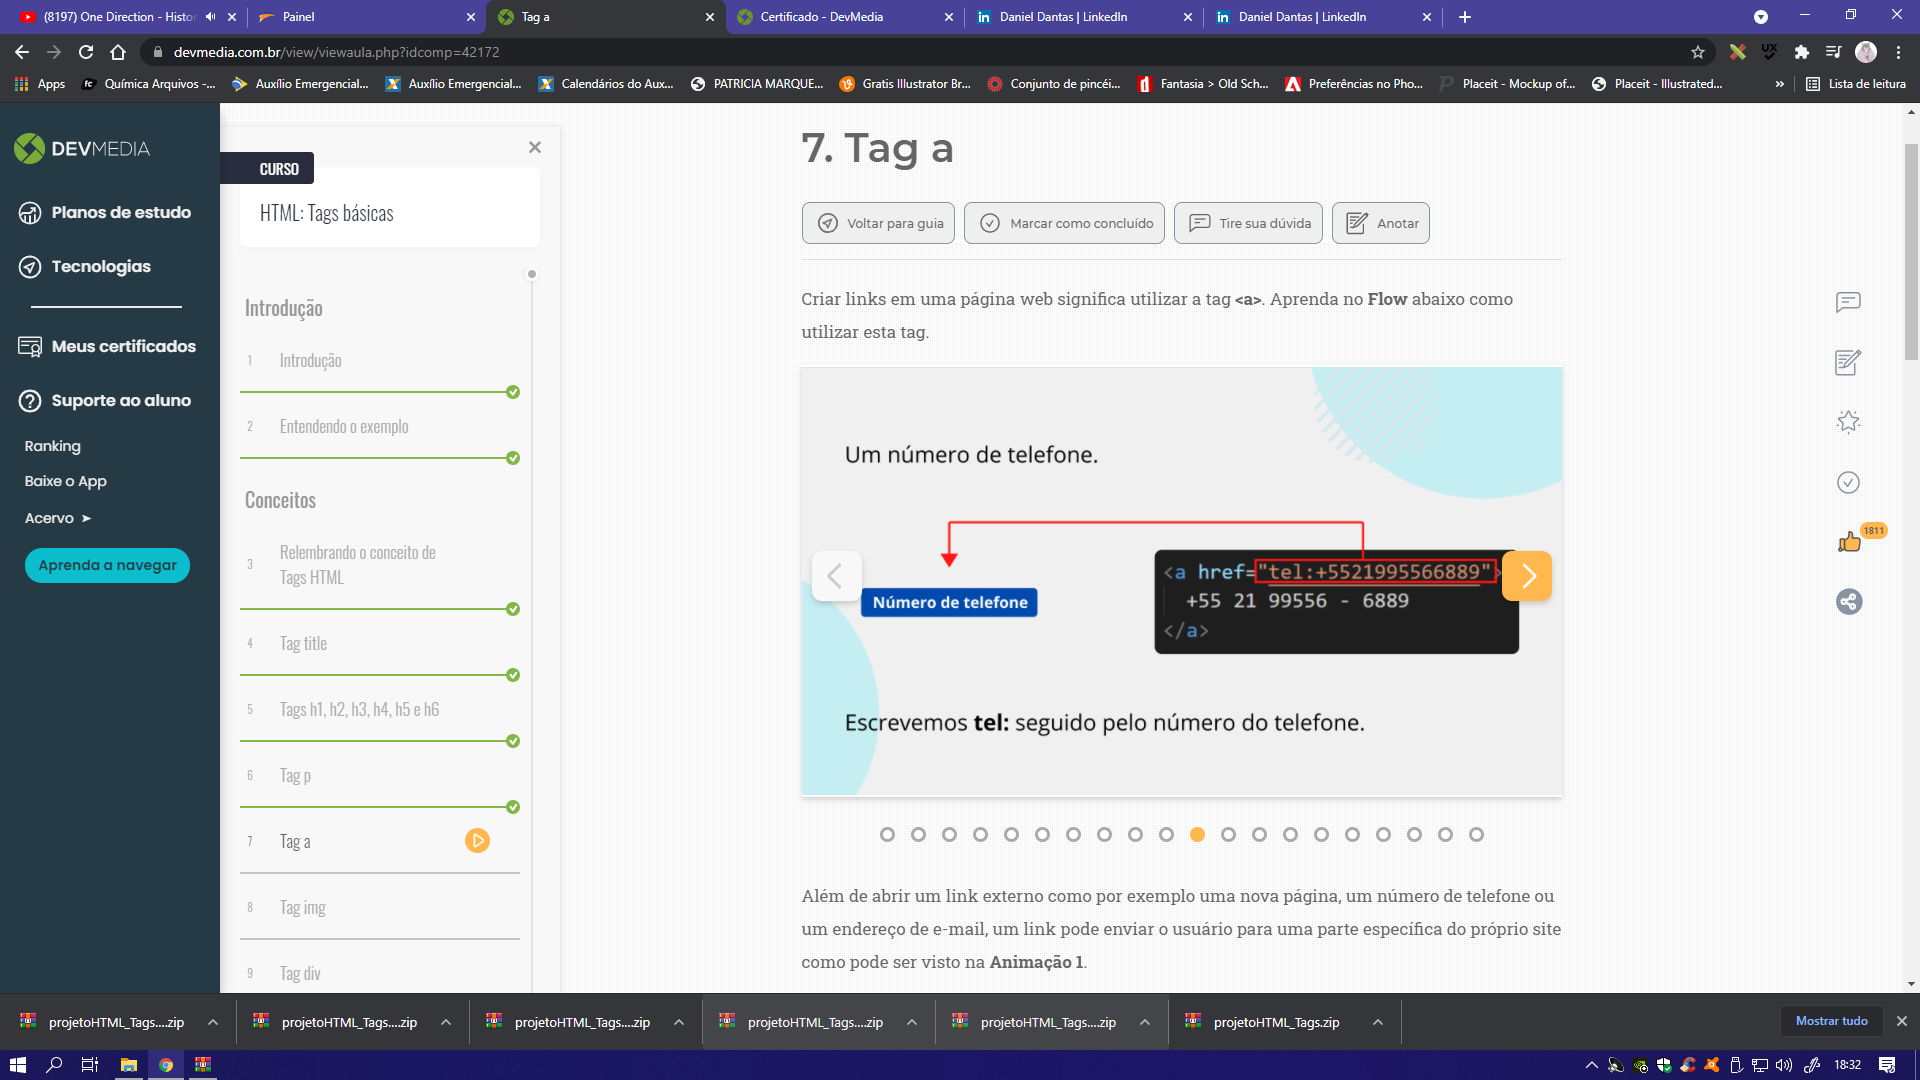 (8197) One Direction - Histor
Painel
Tag a
Certificado - DevMedia
Daniel Dantas | LinkedIn
Daniel Dantas | LinkedIn
devmedia.com.br/view/viewaula.php?idcomp=42172
Apps
Química Arquivos -...
Auxílio Emergencial...
Auxílio Emergencial...
Calendários do Aux...
PATRICIA MARQUE...
Gratis Illustrator Br...
Conjunto de pincéi...
Fantasia > Old Sch...
Preferências no Pho...
Placeit - Mockup of...
Placeit - Illustrated...
»
Lista de leitura
DEVMEDIA
Planos de estudo
Tecnologias
Meus certificados
Suporte ao aluno
Ranking
Baixe o App
Acervo ➤
Aprenda a navegar
CURSO
HTML: Tags básicas
Introdução
1 Introdução
2 Entendendo o exemplo
Conceitos
3 Relembrando o conceito de
Tags HTML
4 Tag title
5 Tags h1, h2, h3, h4, h5 e h6
6 Tag p
7 Tag a
8 Tag img
9 Tag div
7. Tag a
Voltar para guia
Marcar como concluído
Tire sua dúvida
Anotar
Criar links em uma página web significa utilizar a tag <a>. Aprenda no Flow abaixo como
utilizar esta tag.
Um número de telefone.
Número de telefone
<a href="tel:+5521995566889">
+55 21 99556 - 6889
</a>
Escrevemos tel: seguido pelo número do telefone.
Além de abrir um link externo como por exemplo uma nova página, um número de telefone ou
um endereço de e-mail, um link pode enviar o usuário para uma parte específica do próprio site
como pode ser visto na Animação 1.
1811
projetoHTML_Tags....zip
projetoHTML_Tags....zip
projetoHTML_Tags....zip
projetoHTML_Tags....zip
projetoHTML_Tags....zip
projetoHTML_Tags.zip
Mostrar tudo
18:32